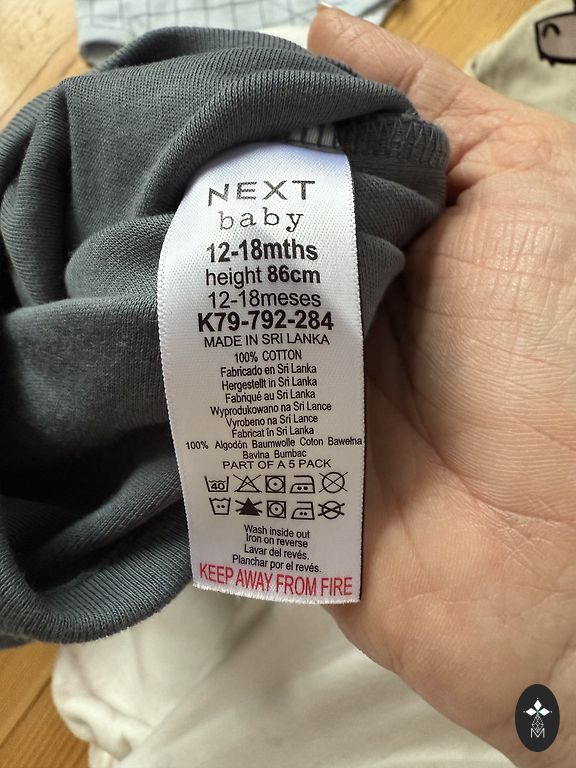 NEXT
baby
12-18mths
height 86cm
12-18meses
K79-792-284
MADE IN SRI LANKA
100% COTTON
Fabricado en Sri Lanka
Hergestellt in Sri Lanka
Fabriqué au Sri Lanka
Wyprodukowano na Sri Lance
Vyrobeno na Sri Lance
Fabricat în Sri Lanka
100% Algodón Baumwolle Coton Bawełna
Bavlna Bumbac
PART OF A 5 PACK
40
Wash inside out
Iron on reverse
Lavar del revés.
Planchar por el revés.
KEEP AWAY FROM FIRE
M